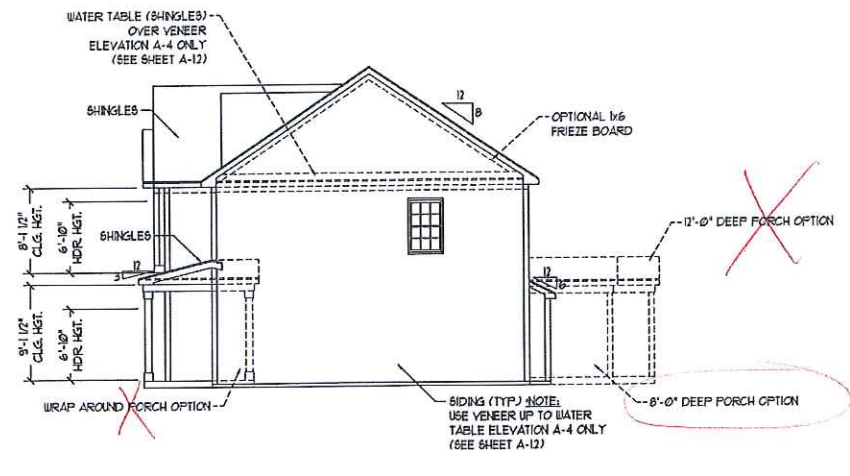 WATER TABLE (SHINGLES)
OVER VENEER
ELEVATION A-4 ONLY
(SEE SHEET A-12)
SHINGLES
12
8
OPTIONAL 1x6
FRIEZE BOARD
8'-1 1/2"
CLG. HGT.
6'-10"
HDR. HGT.
SHINGLES
12
3
12'-0" DEEP PORCH OPTION
12
6
9'-1 1/2"
CLG. HGT.
6'-10"
HDR. HGT.
WRAP AROUND PORCH OPTION
SIDING (TYP.) NOTE:
USE VENEER UP TO WATER
TABLE ELEVATION A-4 ONLY
(SEE SHEET A-12)
8'-0" DEEP PORCH OPTION